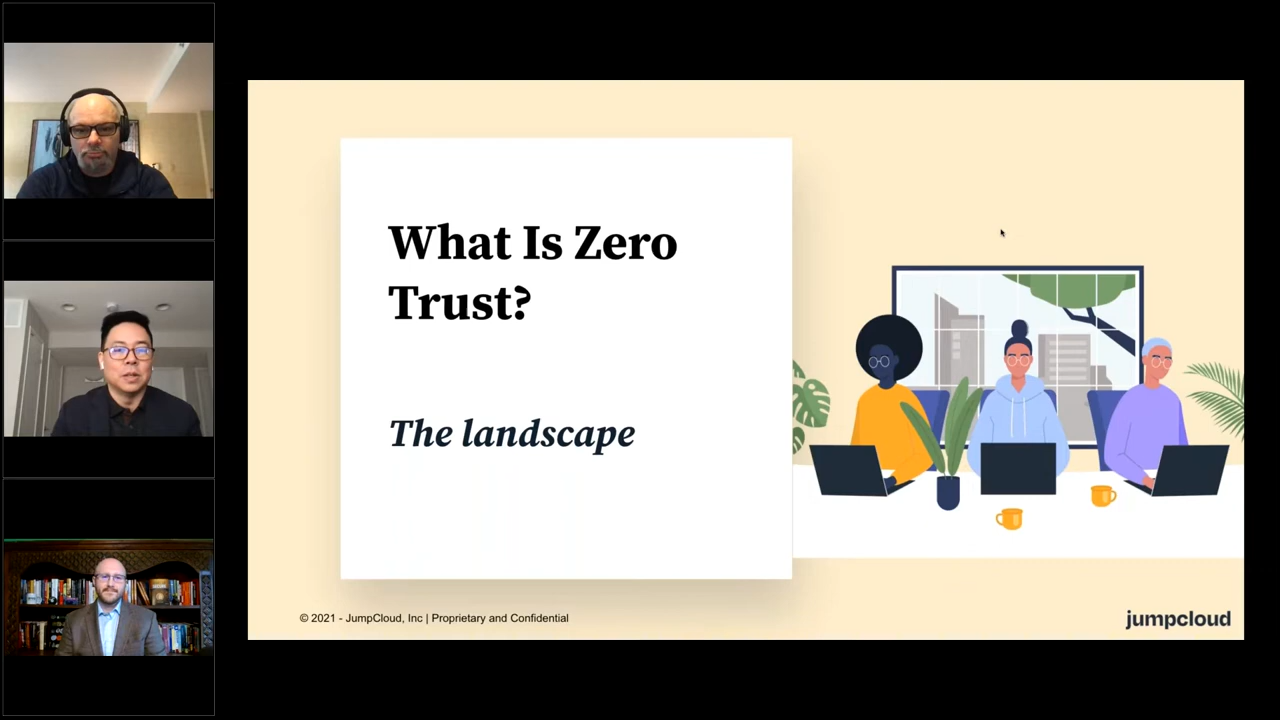 What Is Zero
Trust?
The landscape
© 2021 - JumpCloud, Inc | Proprietary and Confidential
jumpcloud